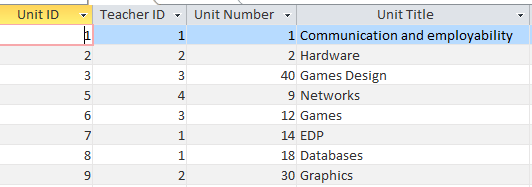 Unit ID Teacher ID Unit Number Unit Title
1 1 1 Communication and employability
2 2 2 Hardware
3 3 40 Games Design
5 4 9 Networks
6 3 12 Games
7 1 14 EDP
8 1 18 Databases
9 2 30 Graphics